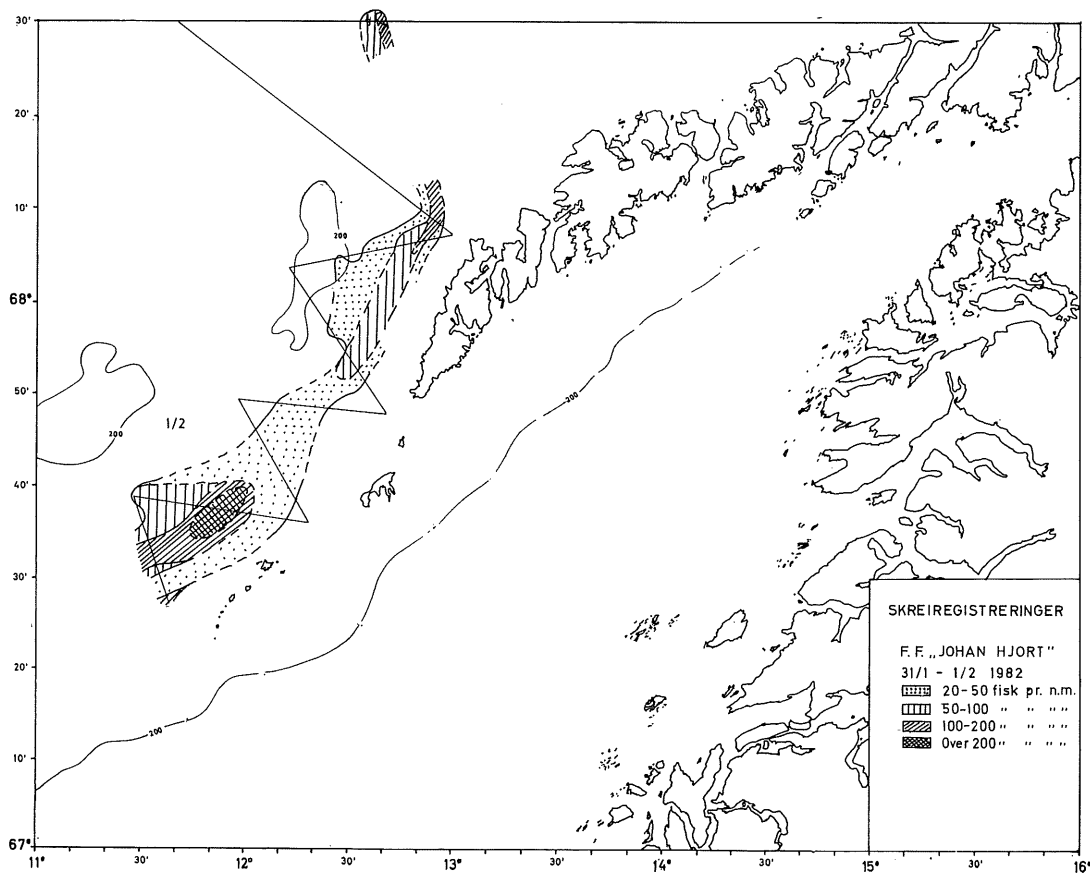 30'
20'
10'
200
68°
50'
200
200
1/2
40'
30'
SKREIREGISTRERINGER
F. F. „JOHAN HJORT"
31/1 - 1/2 1982
20-50 fisk pr. n.m.
50-100 " " " "
100-200 " " " "
Over 200 " " " "
20'
200
10'
67°
11° 30' 12° 30' 13° 30' 14° 30' 15° 30' 16°